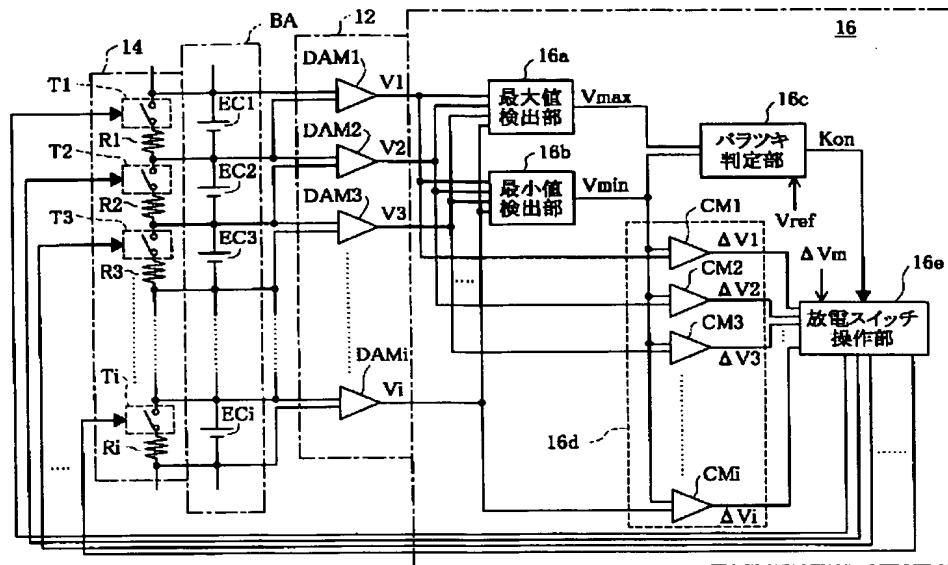 BA
12
16
14
DAM1
V1
16a
最大値
検出部
Vmax
T1
EC1
R1
DAM2
V2
16b
最小値
検出部
Vmin
16c
バラツキ
判定部
Kon
T2
EC2
R2
DAM3
V3
Vref
T3
EC3
R3
CM1
ΔV1
ΔVm
16e
放電スイッチ
操作部
CM2
ΔV2
CM3
ΔV3
DAMi
Vi
Ti
ECi
Ri
16d
CMi
ΔVi